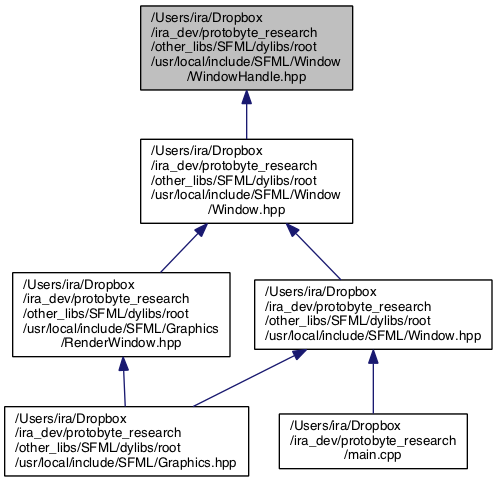 /Users/ira/Dropbox
/ira_dev/protobyte_research
/other_libs/SFML/dylibs/root
/usr/local/include/SFML/Window
/WindowHandle.hpp
/Users/ira/Dropbox
/ira_dev/protobyte_research
/other_libs/SFML/dylibs/root
/usr/local/include/SFML/Window
/Window.hpp
/Users/ira/Dropbox
/ira_dev/protobyte_research
/other_libs/SFML/dylibs/root
/usr/local/include/SFML/Graphics
/RenderWindow.hpp
/Users/ira/Dropbox
/ira_dev/protobyte_research
/other_libs/SFML/dylibs/root
/usr/local/include/SFML/Window.hpp
/Users/ira/Dropbox
/ira_dev/protobyte_research
/other_libs/SFML/dylibs/root
/usr/local/include/SFML/Graphics.hpp
/Users/ira/Dropbox
/ira_dev/protobyte_research
/main.cpp